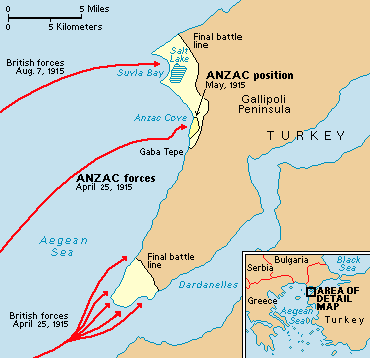 0 5 Miles
0 5 Kilometers
Final battle
line
Salt
Lake
British forces
Aug. 7, 1915
Suvla Bay
ANZAC position
May, 1915
Gallipoli
Peninsula
Anzac Cove
TURKEY
Gaba Tepe
ANZAC forces
April 25, 1915
Aegean
Sea
Final battle
line
Dardanelles
British forces
April 25, 1915
Bulgaria
Black
Sea
Serbia
AREA OF
DETAIL
MAP
Greece
Aegean
Sea
Turkey